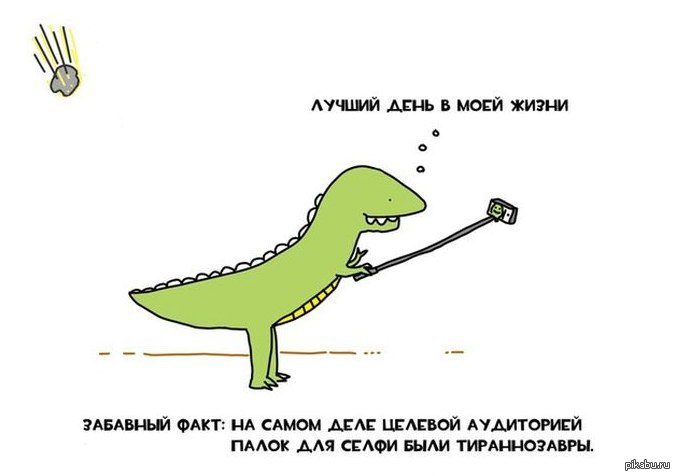 ЛУЧШИЙ ДЕНЬ В МОЕЙ ЖИЗНИ
ЗАБАВНЫЙ ФАКТ: НА САМОМ ДЕЛЕ ЦЕЛЕВОЙ АУДИТОРИЕЙ
ПАЛОК ДЛЯ СЕЛФИ БЫЛИ ТИРАННОЗАВРЫ.
pikabu.ru